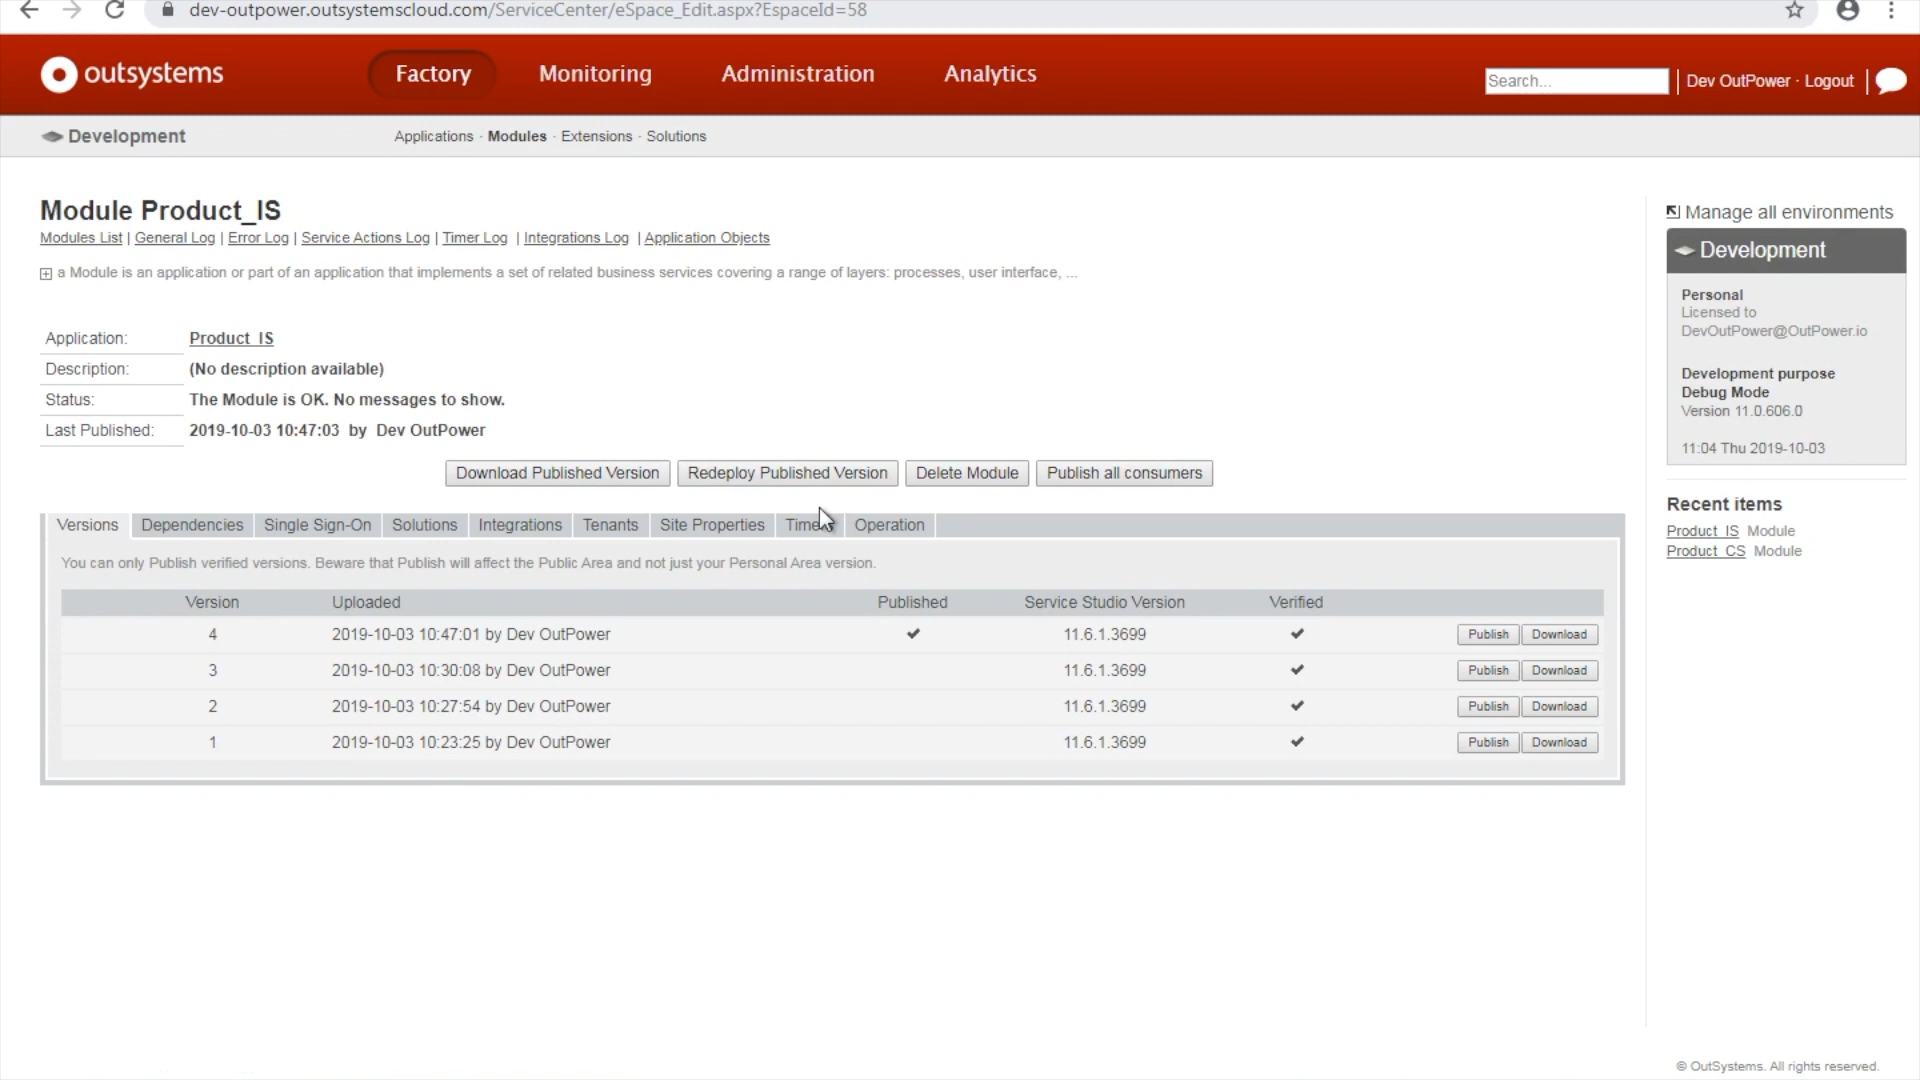 dev-outpower.outsystemscloud.com/ServiceCenter/eSpace_Edit.aspx?EspaceId=58
outsystems
Factory Monitoring Administration Analytics
Search... Dev OutPower · Logout
Development
Applications · Modules · Extensions · Solutions
Module Product_IS
Modules List | General Log | Error Log | Service Actions Log | Timer Log | Integrations Log | Application Objects
a Module is an application or part of an application that implements a set of related business services covering a range of layers: processes, user interface, ...
Application: Product_IS
Description: (No description available)
Status: The Module is OK. No messages to show.
Last Published: 2019-10-03 10:47:03 by Dev OutPower
Download Published Version Redeploy Published Version Delete Module Publish all consumers
Versions Dependencies Single Sign-On Solutions Integrations Tenants Site Properties Operation
You can only Publish verified versions. Beware that Publish will affect the Public Area and not just your Personal Area version.
Version Uploaded Published Service Studio Version Verified
4 2019-10-03 10:47:01 by Dev OutPower ✔ 11.6.1.3699 ✔ Publish Download
3 2019-10-03 10:30:08 by Dev OutPower 11.6.1.3699 ✔ Publish Download
2 2019-10-03 10:27:54 by Dev OutPower 11.6.1.3699 ✔ Publish Download
1 2019-10-03 10:23:25 by Dev OutPower 11.6.1.3699 ✔ Publish Download
Manage all environments
Development
Personal
Licensed to
DevOutPower@OutPower.io
Development purpose
Debug Mode
Version 11.0.606.0
11:04 Thu 2019-10-03
Recent items
Product_IS Module
Product_CS Module
© OutSystems. All rights reserved.